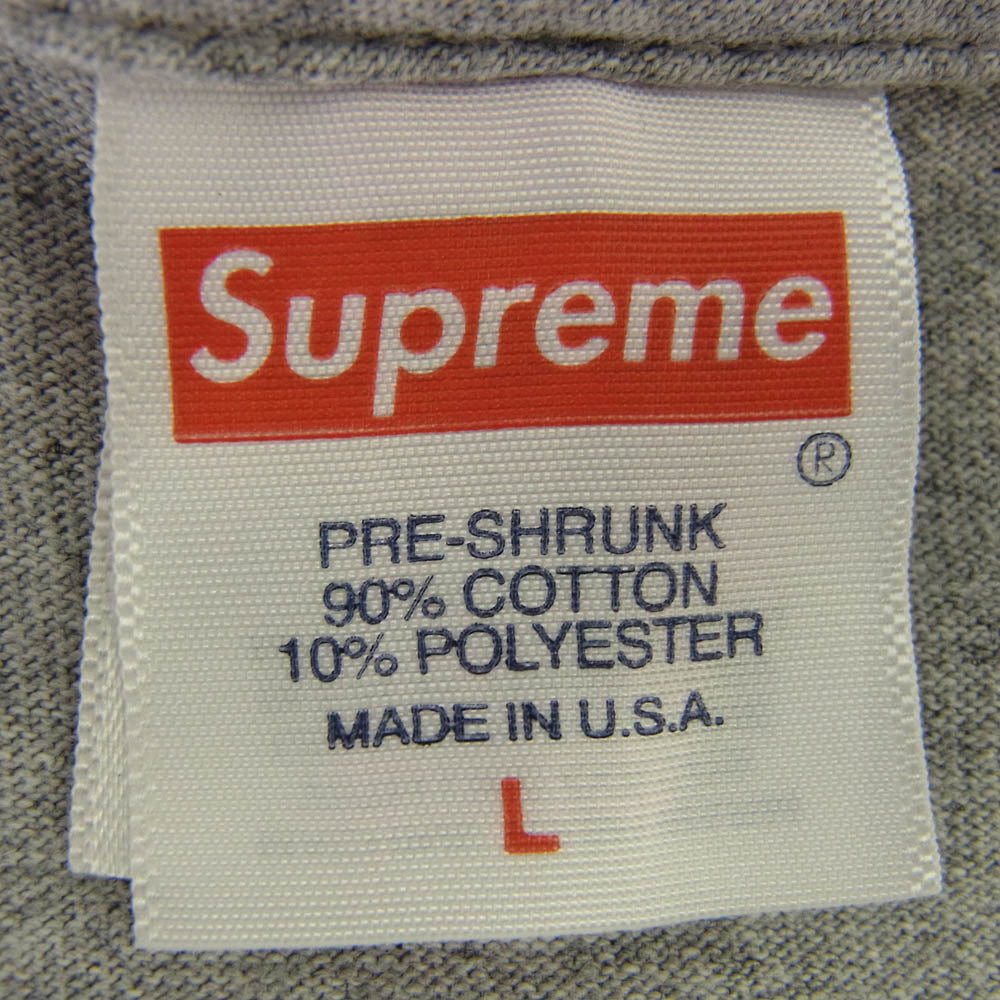 Supreme
®
PRE-SHRUNK
90% COTTON
10% POLYESTER
MADE IN U.S.A.
L